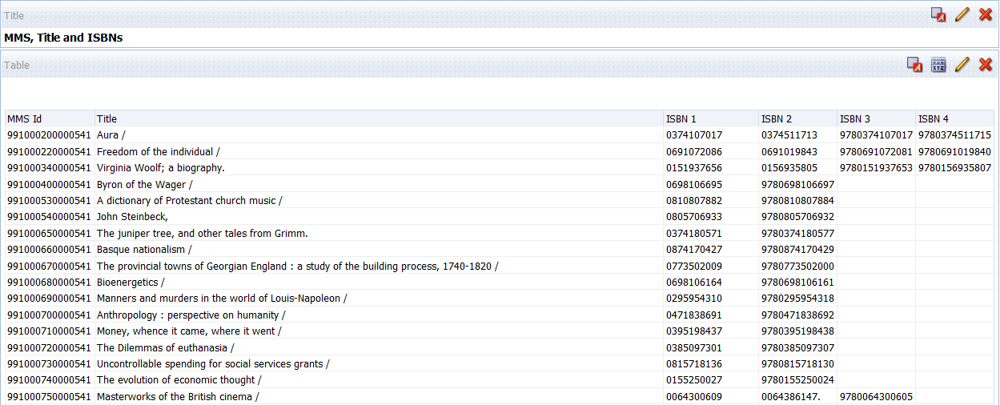 Title
MMS, Title and ISBNs
Table
XYZ
MMS Id Title ISBN 1 ISBN 2 ISBN 3 ISBN 4
991000200000541 Aura / 0374107017 0374511713 9780374107017 9780374511715
991000220000541 Freedom of the individual / 0691072086 0691019843 9780691072081 9780691019840
991000340000541 Virginia Woolf; a biography. 0151937656 0156935805 9780151937653 9780156935807
991000400000541 Byron of the Wager / 0698106695 9780698106697
991000530000541 A dictionary of Protestant church music / 0810807882 9780810807884
991000540000541 John Steinbeck, 0805706933 9780805706932
991000650000541 The juniper tree, and other tales from Grimm. 0374180571 9780374180577
991000660000541 Basque nationalism / 0874170427 9780874170429
991000670000541 The provincial towns of Georgian England : a study of the building process, 1740-1820 / 0773502009 9780773502000
991000680000541 Bioenergetics / 0698106164 9780698106161
991000690000541 Manners and murders in the world of Louis-Napoleon / 0295954310 9780295954318
991000700000541 Anthropology : perspective on humanity / 0471838691 9780471838692
991000710000541 Money, whence it came, where it went / 0395198437 9780395198438
991000720000541 The Dilemmas of euthanasia / 0385097301 9780385097307
991000730000541 Uncontrollable spending for social services grants / 0815718136 9780815718130
991000740000541 The evolution of economic thought / 0155250027 9780155250024
991000750000541 Masterworks of the British cinema / 0064300609 0064386147. 9780064300605